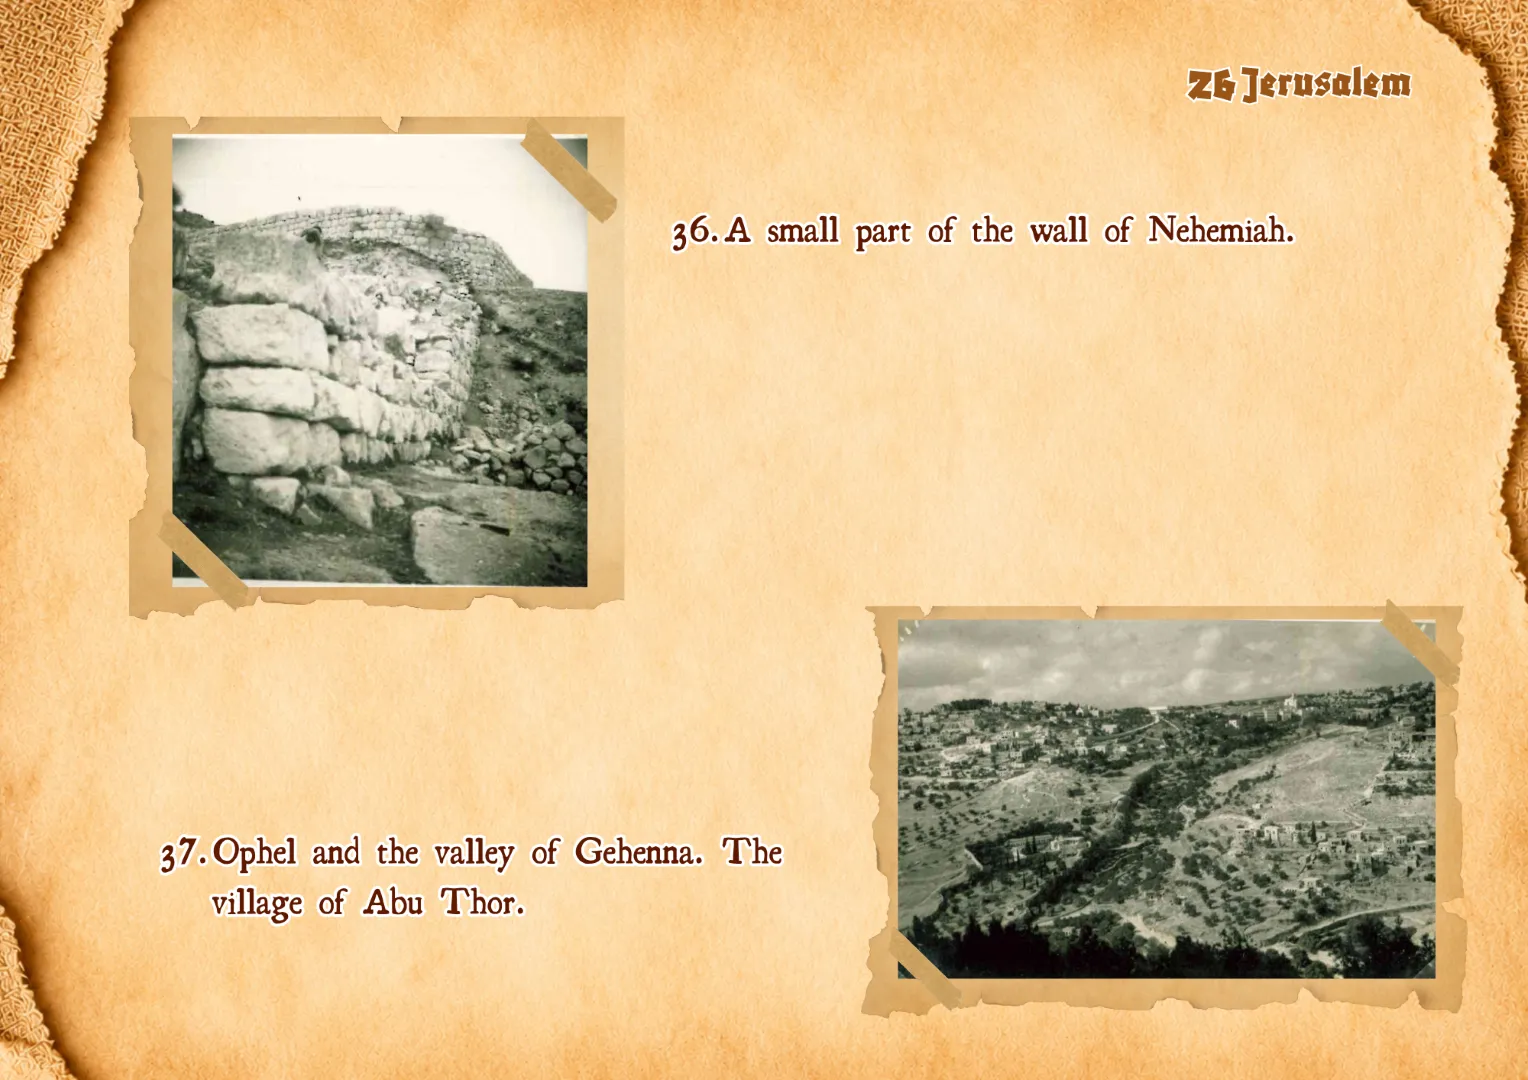 26 Jerusalem
36. A small part of the wall of Nehemiah.
37. Ophel and the valley of Gehenna. The
village of Abu Thor.